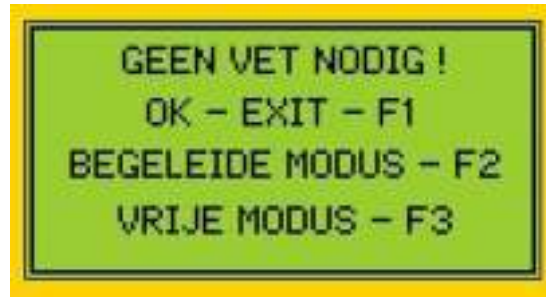 GEEN VET NODIG !
OK - EXIT - F1
BEGELEIDE MODUS - F2
VRIJE MODUS - F3